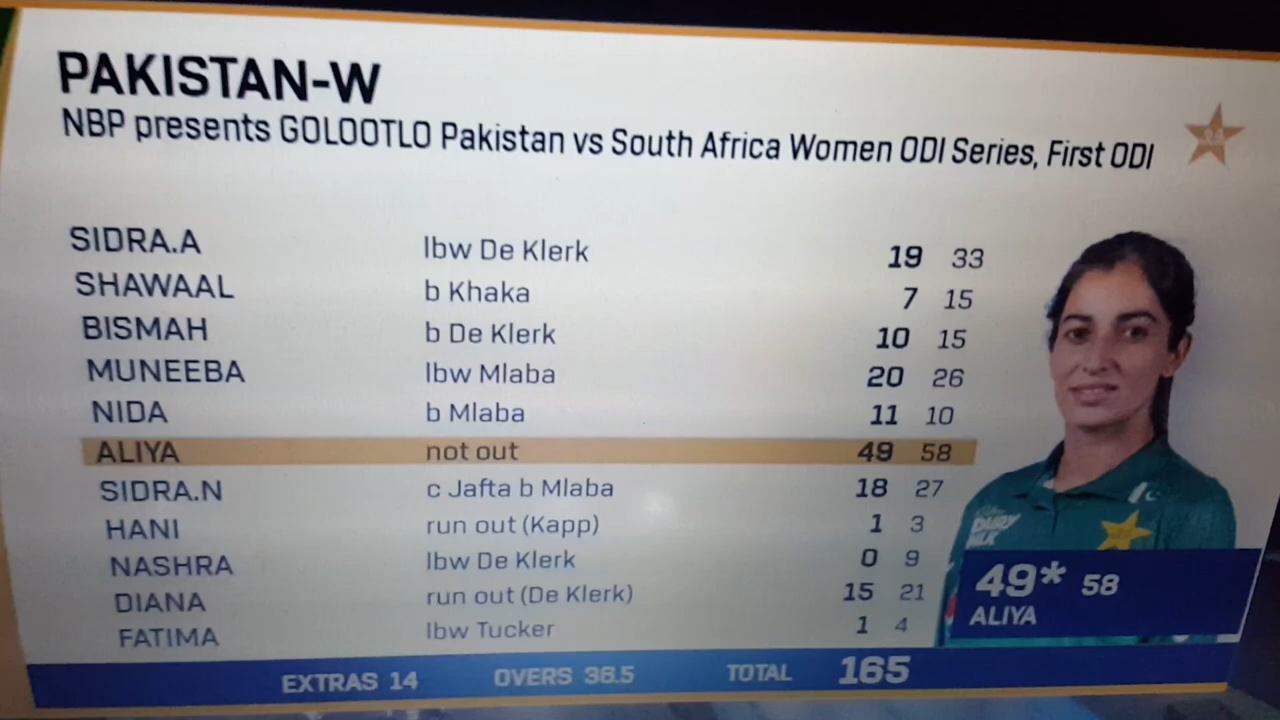 PAKISTAN-W
NBP presents GOLOOTLO Pakistan vs South Africa Women ODI Series, First ODI
SIDRA.A lbw De Klerk 19 33
SHAWAAL b Khaka 7 15
BISMAH b De Klerk 10 15
MUNEEBA lbw Mlaba 20 26
NIDA b Mlaba 11 10
ALIYA not out 49 58
SIDRA.N c Jafta b Mlaba 18 27
HANI run out (Kapp) 1 3
NASHRA lbw De Klerk 0 9
DIANA run out (De Klerk) 15 21
FATIMA lbw Tucker 1 4
DAIRY
MILK
49* 58
ALIYA
EXTRAS 14 OVERS 36.5 TOTAL 165